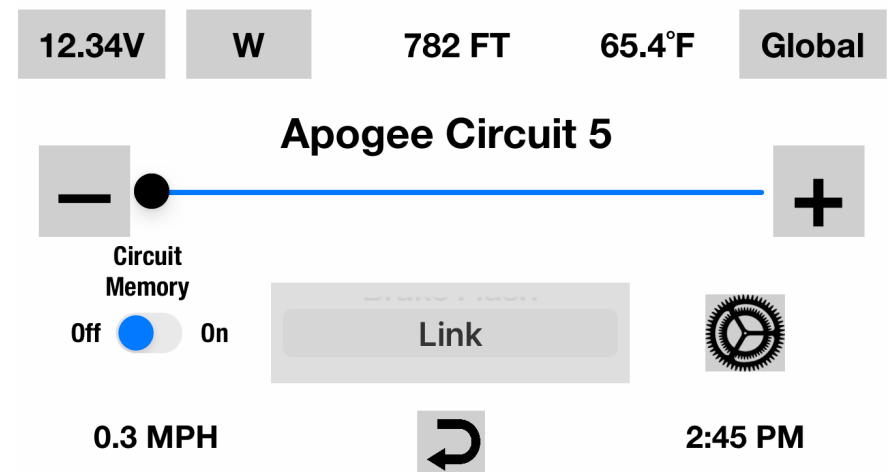 12.34V W 782 FT 65.4°F Global
Apogee Circuit 5
Circuit
Memory
Off On
Link
0.3 MPH 2:45 PM